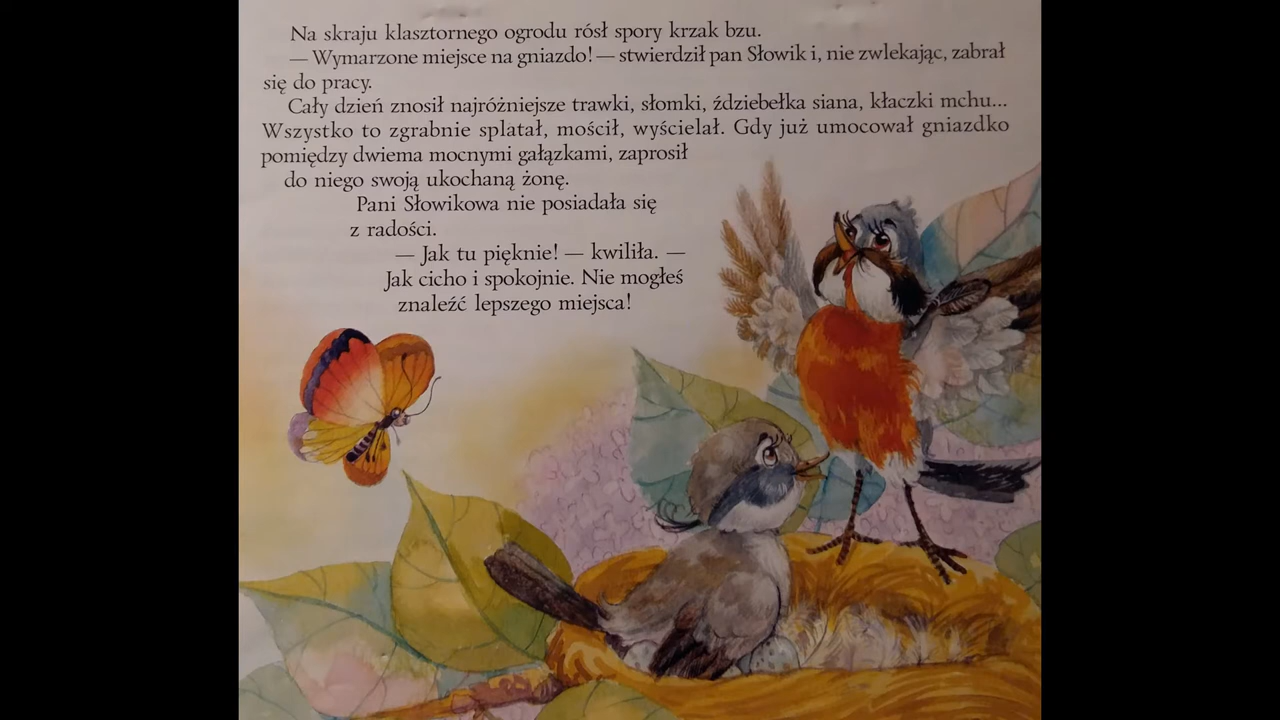 Na skraju klasztornego ogrodu rósł spory krzak bzu.
— Wymarzone miejsce na gniazdo! — stwierdził pan Słowik i, nie zwlekając, zabrał
się do pracy.
Cały dzień znosił najróżniejsze trawki, słomki, ździebełka siana, kłaczki mchu...
Wszystko to zgrabnie splatał, mościł, wyścielał. Gdy już umocował gniazdko
pomiędzy dwiema mocnymi gałązkami, zaprosił
do niego swoją ukochaną żonę.
Pani Słowikowa nie posiadała się
z radości.
— Jak tu pięknie! — kwiliła. —
Jak cicho i spokojnie. Nie mogłeś
znaleźć lepszego miejsca!